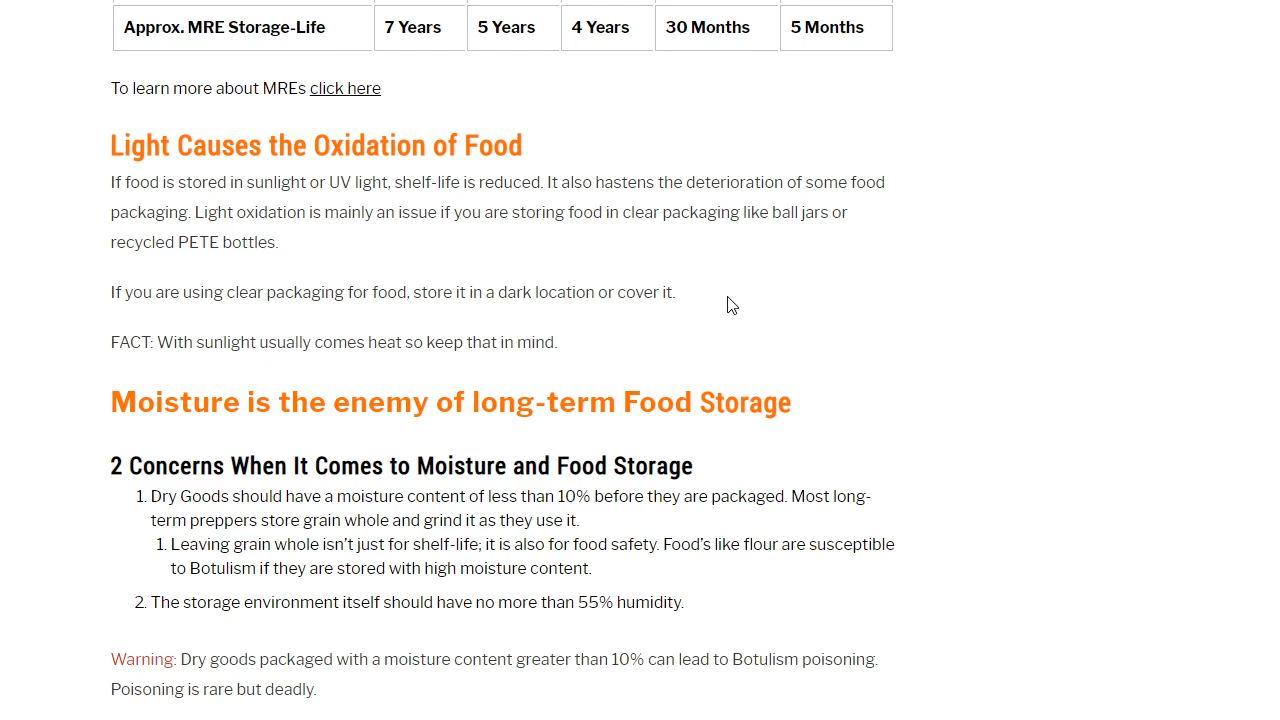 Approx. MRE Storage-Life 7 Years 5 Years 4 Years 30 Months 5 Months
To learn more about MREs click here
Light Causes the Oxidation of Food
If food is stored in sunlight or UV light, shelf-life is reduced. It also hastens the deterioration of some food
packaging. Light oxidation is mainly an issue if you are storing food in clear packaging like ball jars or
recycled PETE bottles.
If you are using clear packaging for food, store it in a dark location or cover it.
FACT: With sunlight usually comes heat so keep that in mind.
Moisture is the enemy of long-term Food Storage
2 Concerns When It Comes to Moisture and Food Storage
1. Dry Goods should have a moisture content of less than 10% before they are packaged. Most long-
term preppers store grain whole and grind it as they use it.
1. Leaving grain whole isn’t just for shelf-life; it is also for food safety. Food’s like flour are susceptible
to Botulism if they are stored with high moisture content.
2. The storage environment itself should have no more than 55% humidity.
Warning: Dry goods packaged with a moisture content greater than 10% can lead to Botulism poisoning.
Poisoning is rare but deadly.